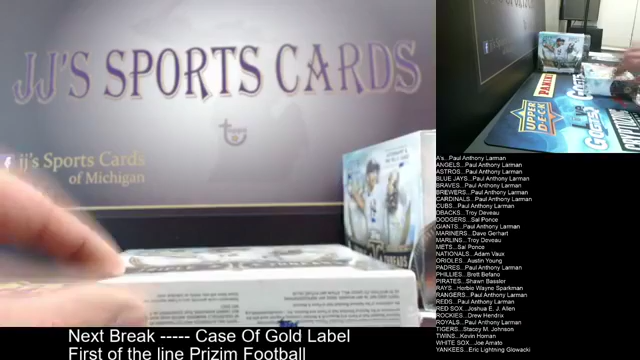 JJ'S SPORTS CARDS
topps
jj's Sports Cards
of Michigan
Next Break ----- Case Of Gold Label
First of the line Prizim Football
PANINI
UPPER DECK
A's...Paul Anthony Larman
ANGELS...Paul Anthony Larman
ASTROS...Paul Anthony Larman
BLUE JAYS...Paul Anthony Larman
BRAVES...Paul Anthony Larman
BREWERS...Paul Anthony Larman
CARDINALS...Paul Anthony Larman
CUBS...Paul Anthony Larman
DBACKS...Troy Deveau
DODGERS...Sal Ponce
GIANTS...Paul Anthony Larman
MARINERS...Dave Gerhart
MARLINS...Troy Deveau
METS...Sal Ponce
NATIONALS...Adam Vaux
ORIOLES...Austin Young
PADRES...Paul Anthony Larman
PHILLIES...Brett Befano
PIRATES...Shawn Bassler
RAYS...Herbie Wayne Sparkman
RANGERS...Paul Anthony Larman
REDS...Paul Anthony Larman
RED SOX...Joshua E. J. Allen
ROCKIES...Drew Hendrix
ROYALS...Paul Anthony Larman
TIGERS...Stacey M. Johnson
TWINS...Kevin Homan
WHITE SOX...Joe Amato
YANKEES...Eric Lightning Glowacki